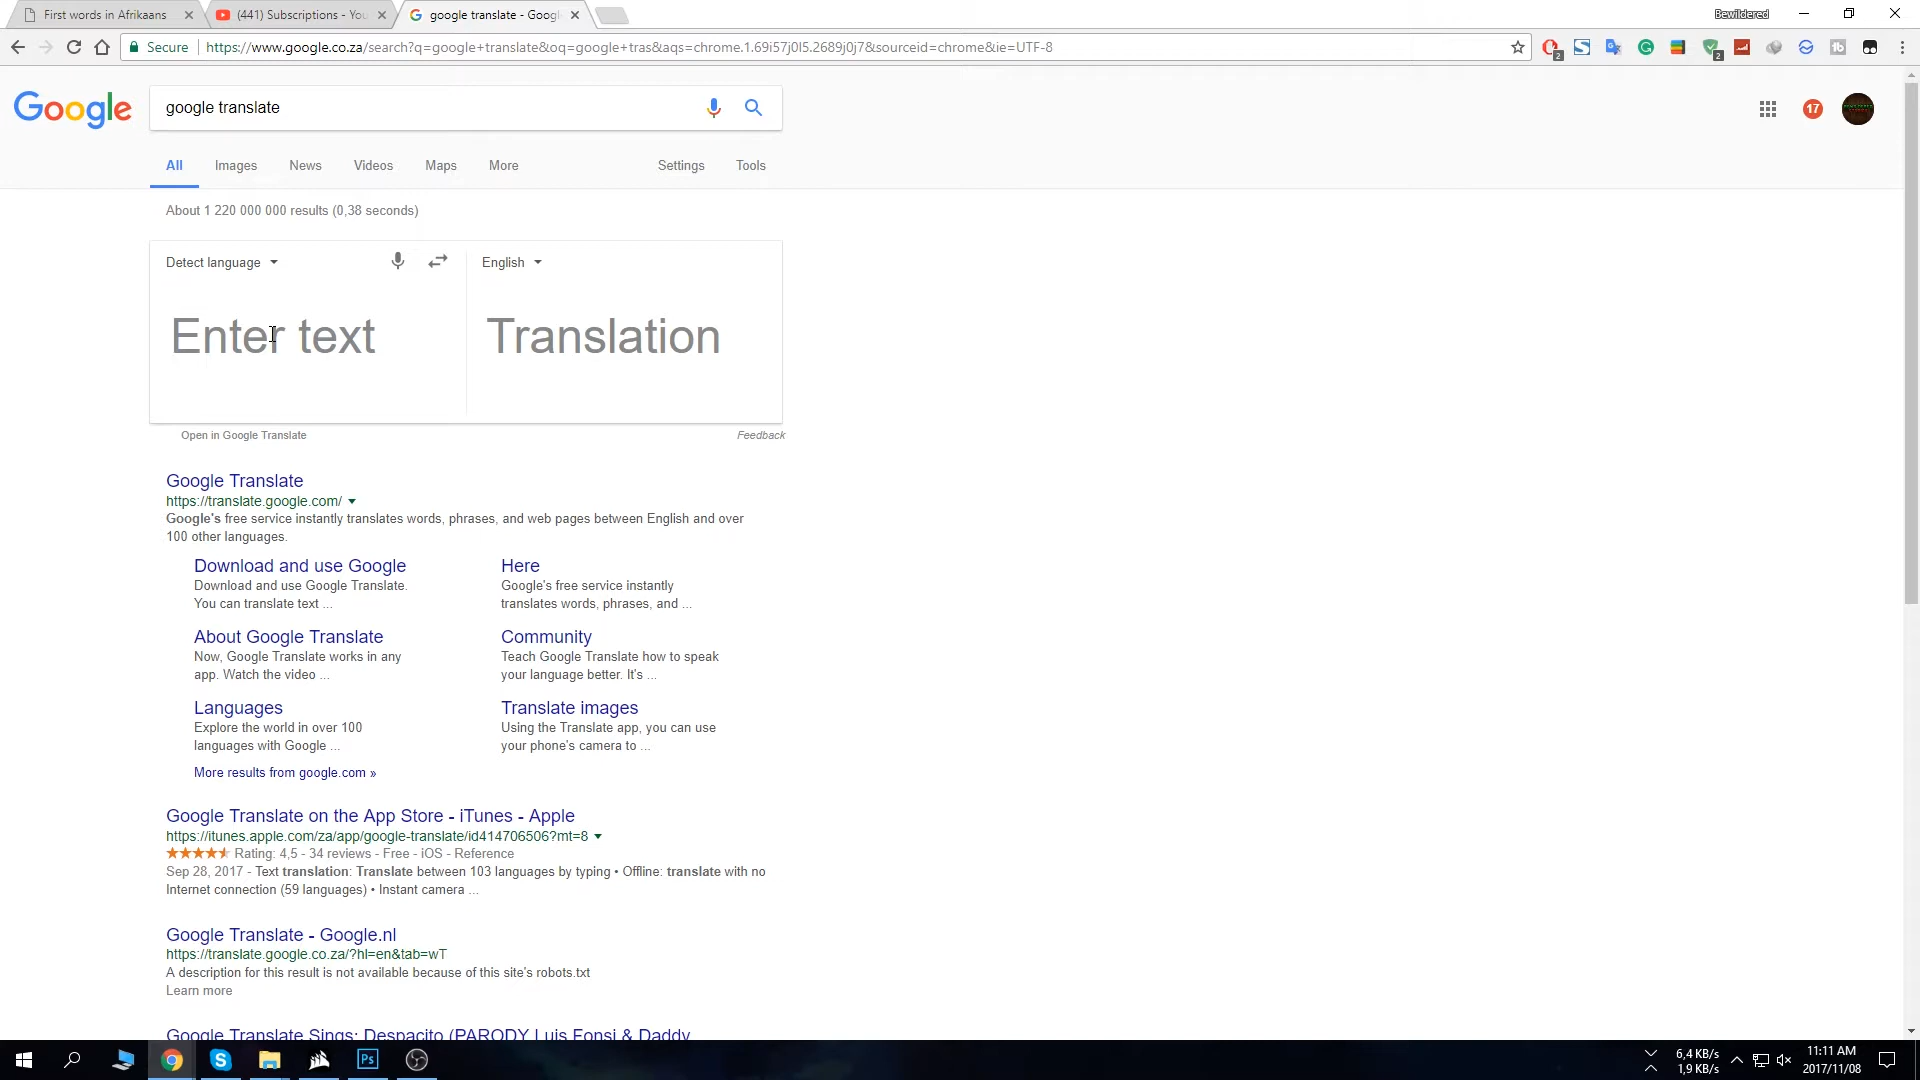 First words in Afrikaans
(441) Subscriptions - You
google translate - Googl
Bewildered
Secure
https://www.google.co.za/search?q=google+translate&oq=google+tras&aqs=chrome.1.69i57j0l5.2689j0j7&sourceid=chrome&ie=UTF-8
2
2
Google
google translate
17
All
Images
News
Videos
Maps
More
Settings
Tools
About 1 220 000 000 results (0,38 seconds)
Detect language
English
Enter text
Translation
Open in Google Translate
Feedback
Google Translate
https://translate.google.com/
Google's free service instantly translates words, phrases, and web pages between English and over
100 other languages.
Download and use Google
Download and use Google Translate.
You can translate text ...
Here
Google's free service instantly
translates words, phrases, and ...
About Google Translate
Now, Google Translate works in any
app. Watch the video ...
Community
Teach Google Translate how to speak
your language better. It's ...
Languages
Explore the world in over 100
languages with Google ...
Translate images
Using the Translate app, you can use
your phone's camera to ...
More results from google.com »
Google Translate on the App Store - iTunes - Apple
https://itunes.apple.com/za/app/google-translate/id414706506?mt=8
Rating: 4,5 - 34 reviews - Free - iOS - Reference
Sep 28, 2017 - Text translation: Translate between 103 languages by typing • Offline: translate with no
Internet connection (59 languages) • Instant camera ...
Google Translate - Google.nl
https://translate.google.co.za/?hl=en&tab=wT
A description for this result is not available because of this site's robots.txt
Learn more
Google Translate Sings: Despacito (PARODY Luis Fonsi & Daddy
Ps
6,4 KB/s
1,9 KB/s
11:11 AM
2017/11/08